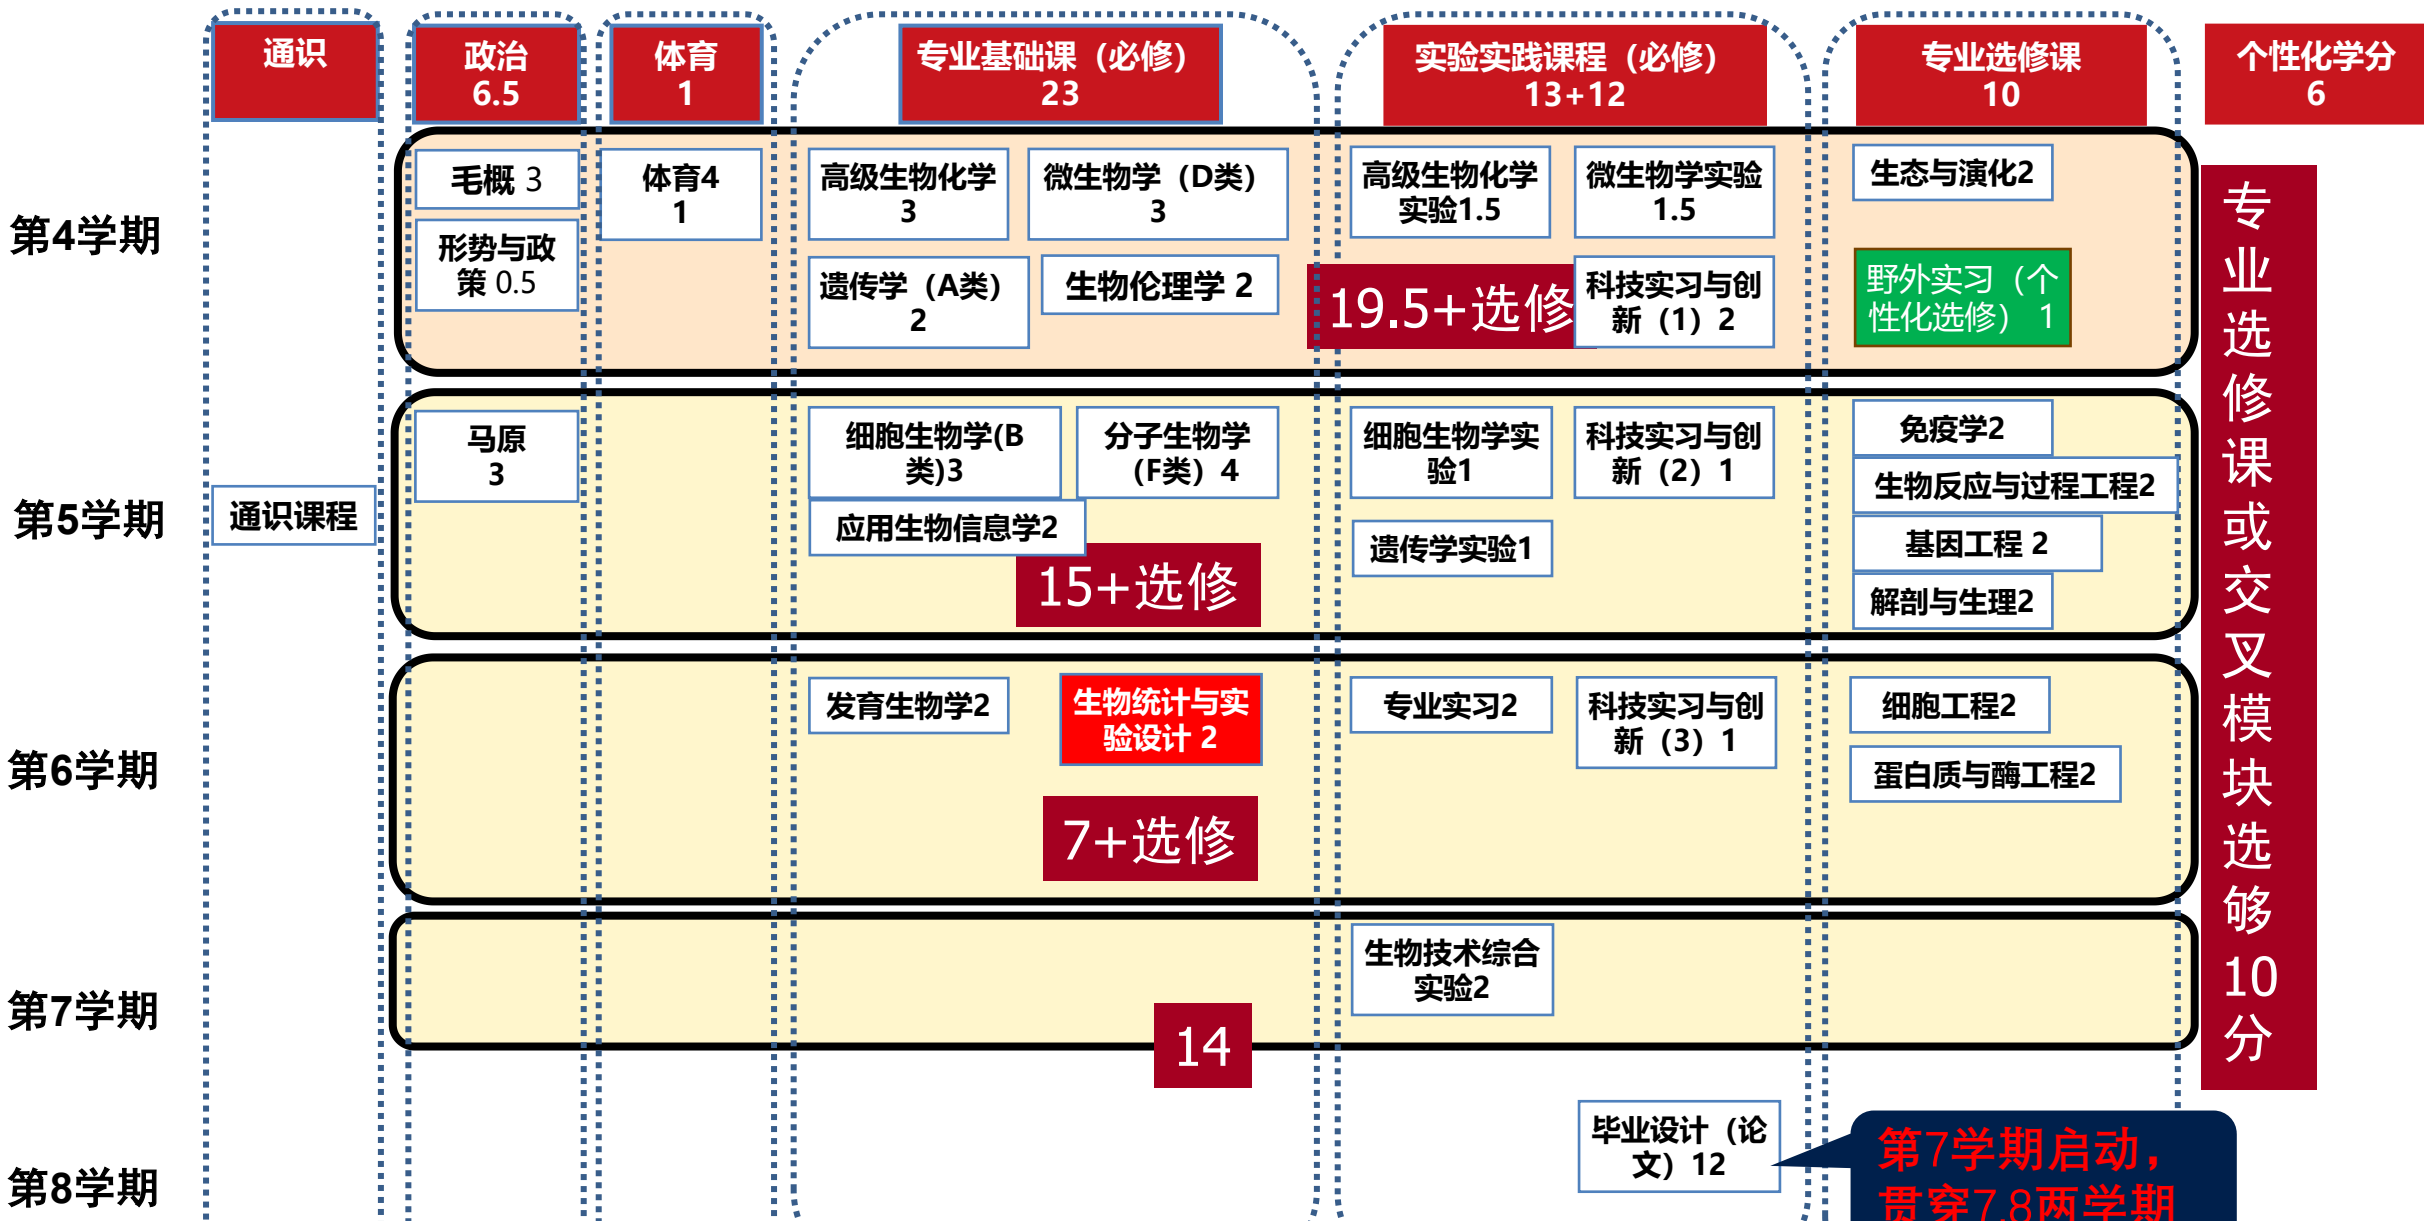 通识
政治
6.5
体育
1
专业基础课（必修）
23
实验实践课程（必修）
13+12
专业选修课
10
个性化学分
6
第4学期
毛概 3
形势与政
策 0.5
体育4
1
高级生物化学
3
微生物学（D类）
3
遗传学（A类）
2
生物伦理学 2
19.5+选修
高级生物化学
实验1.5
微生物学实验
1.5
科技实习与创
新（1）2
生态与演化2
野外实习（个
性化选修） 1
第5学期
通识课程
马原
3
细胞生物学(B
类)3
分子生物学
（F类）4
应用生物信息学2
15+选修
细胞生物学实
验1
科技实习与创
新（2）1
遗传学实验1
免疫学2
生物反应与过程工程2
基因工程 2
解剖与生理2
第6学期
发育生物学2
生物统计与实
验设计 2
7+选修
专业实习2
科技实习与创
新（3）1
细胞工程2
蛋白质与酶工程2
第7学期
14
生物技术综合
实验2
第8学期
毕业设计（论
文）12
第7学期启动，
贯穿7,8两学期
专
业
选
修
课
或
交
叉
模
块
选
够
10
分